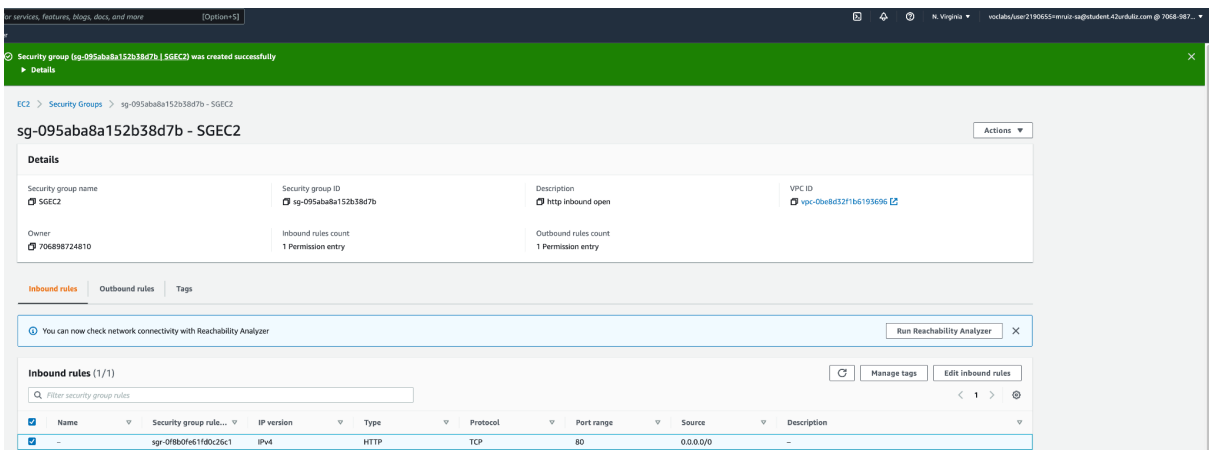 for services, features, blogs, docs, and more [Option+S] N. Virginia ▼ voclabs/user2190655=mruiz-sa@student.42urduliz.com @ 7068-987... ▼
Security group (sg-095aba8a152b38d7b | SGEC2) was created successfully
▶ Details
EC2 > Security Groups > sg-095aba8a152b38d7b - SGEC2
sg-095aba8a152b38d7b - SGEC2 Actions ▼
Details
Security group name Security group ID Description VPC ID
SGEC2 sg-095aba8a152b38d7b http inbound open vpc-0be8d32f1b6193696
Owner Inbound rules count Outbound rules count
706898724810 1 Permission entry 1 Permission entry
Inbound rules Outbound rules Tags
You can now check network connectivity with Reachability Analyzer Run Reachability Analyzer
Inbound rules (1/1) Manage tags Edit inbound rules
Filter security group rules < 1 >
Name Security group rule... IP version Type Protocol Port range Source Description
– sgr-0f8b0fe61fd0c26c1 IPv4 HTTP TCP 80 0.0.0.0/0 –